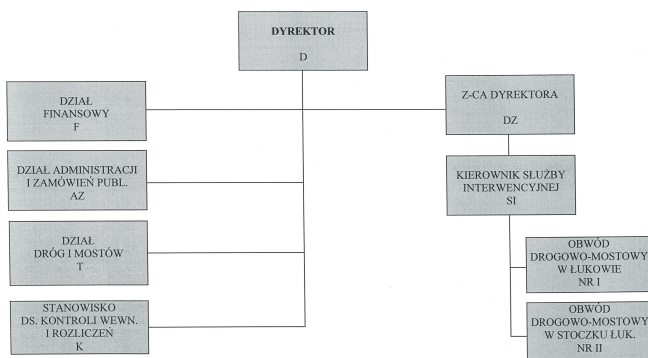 DYREKTOR
D
DZIAŁ
FINANSOWY
F
Z-CA DYREKTORA
DZ
DZIAŁ ADMINISTRACJI
I ZAMÓWIEŃ PUBL.
AZ
KIEROWNIK SŁUŻBY
INTERWENCYJNEJ
SI
DZIAŁ
DRÓG I MOSTÓW
T
OBWÓD
DROGOWO-MOSTOWY
W ŁUKOWIE
NR I
STANOWISKO
DS. KONTROLI WEWN.
I ROZLICZEŃ
K
OBWÓD
DROGOWO-MOSTOWY
W STOCZKU ŁUK.
NR II